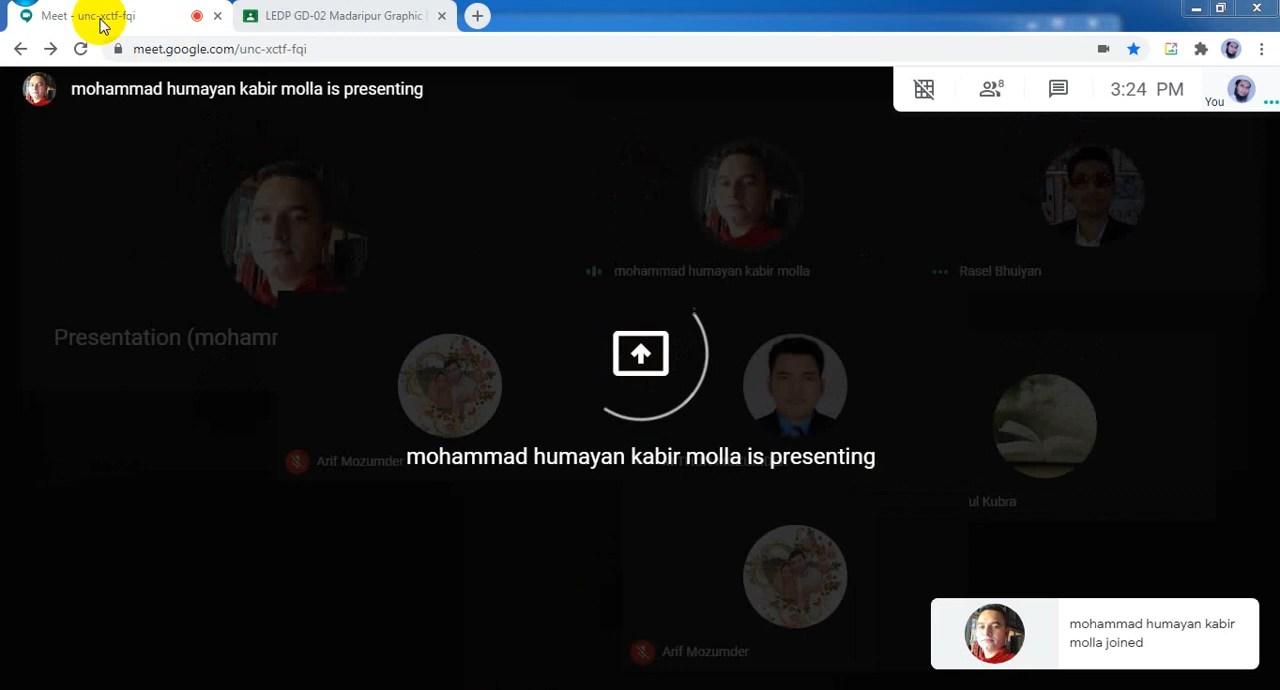 Meet - unc-xctf-fqi
LEDP GD-02 Madaripur Graphic
meet.google.com/unc-xctf-fqi
mohammad humayan kabir molla is presenting
8
3:24 PM
You
mohammad humayan kabir molla
Rasel Bhuiyan
Presentation (mohamr
Arif Mozumder
mohammad humayan kabir molla is presenting
ul Kubra
Arif Mozumder
mohammad humayan kabir
molla joined